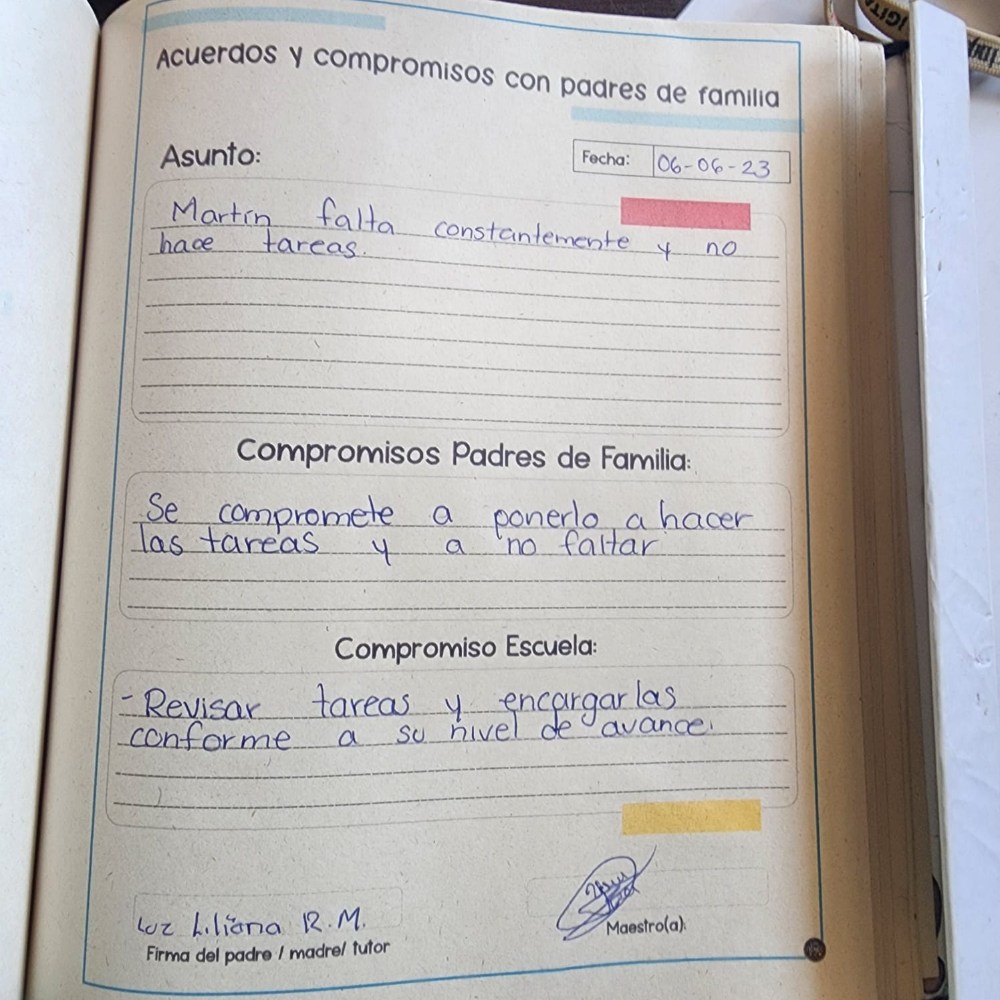 Acuerdos y compromisos con padres de familia
Asunto:
Fecha: 06-06-23
Martín falta constantemente y no
hace tareas.
Compromisos Padres de Familia:
Se compromete a ponerlo a hacer
las tareas y a no faltar
Compromiso Escuela:
- Revisar tareas y encargarlas
conforme a su nivel de avance.
Luz Liliana R.M.
Firma del padre / madre/ tutor
Maestro(a):